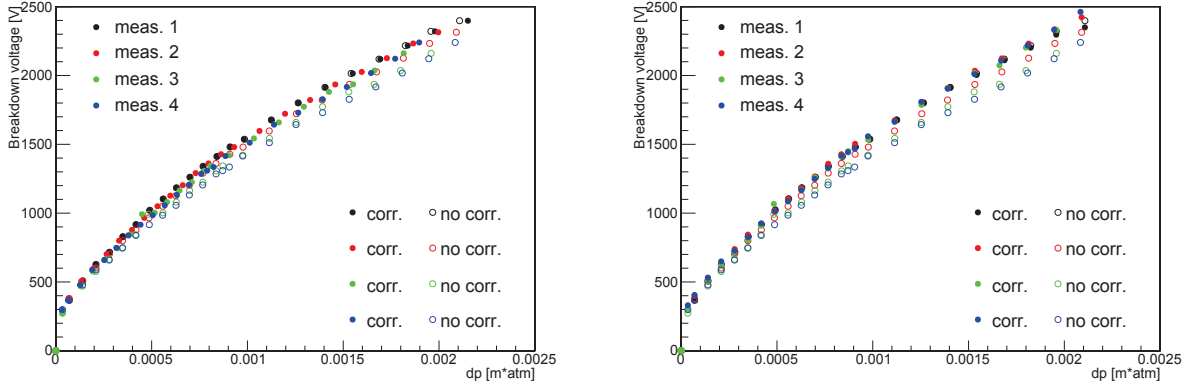 Breakdown voltage [V]
2500
2000
1500
1000
500
0
meas. 1
meas. 2
meas. 3
meas. 4
corr. no corr.
corr. no corr.
corr. no corr.
corr. no corr.
0 0.0005 0.001 0.0015 0.002 0.0025
dp [m*atm]
Breakdown voltage [V]
2500
2000
1500
1000
500
0
meas. 1
meas. 2
meas. 3
meas. 4
corr. no corr.
corr. no corr.
corr. no corr.
corr. no corr.
0 0.0005 0.001 0.0015 0.002 0.0025
dp [m*atm]